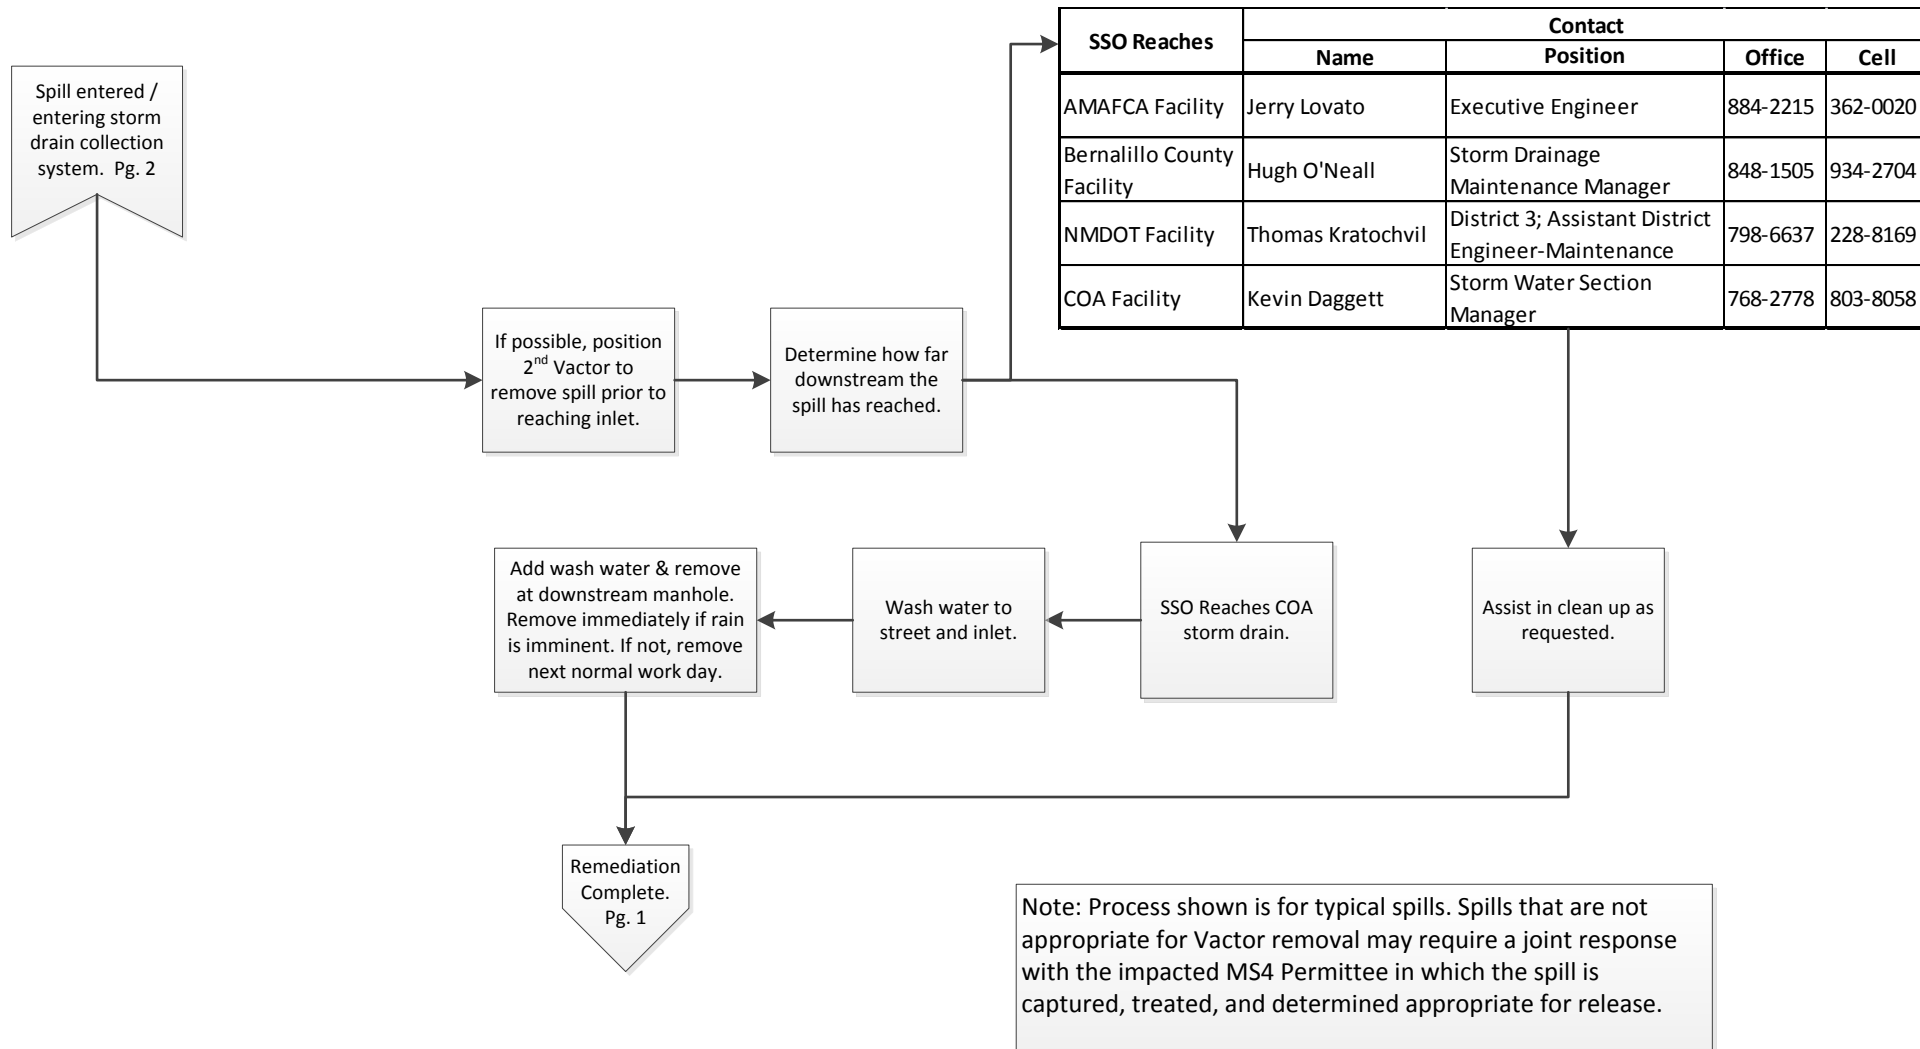 Spill entered /
entering storm
drain collection
system.  Pg. 2
SSO Reaches
Contact
Name
Position
Office
Cell
AMAFCA Facility
Jerry Lovato
Executive Engineer
884-2215
362-0020
Bernalillo County
Facility
Hugh O'Neall
Storm Drainage
Maintenance Manager
848-1505
934-2704
NMDOT Facility
Thomas Kratochvil
District 3; Assistant District
Engineer-Maintenance
798-6637
228-8169
COA Facility
Kevin Daggett
Storm Water Section
Manager
768-2778
803-8058
If possible, position
2nd Vactor to
remove spill prior to
reaching inlet.
Determine how far
downstream the
spill has reached.
Add wash water & remove
at downstream manhole.
Remove immediately if rain
is imminent. If not, remove
next normal work day.
Wash water to
street and inlet.
SSO Reaches COA
storm drain.
Assist in clean up as
requested.
Remediation
Complete.
Pg. 1
Note: Process shown is for typical spills. Spills that are not
appropriate for Vactor removal may require a joint response
with the impacted MS4 Permittee in which the spill is
captured, treated, and determined appropriate for release.